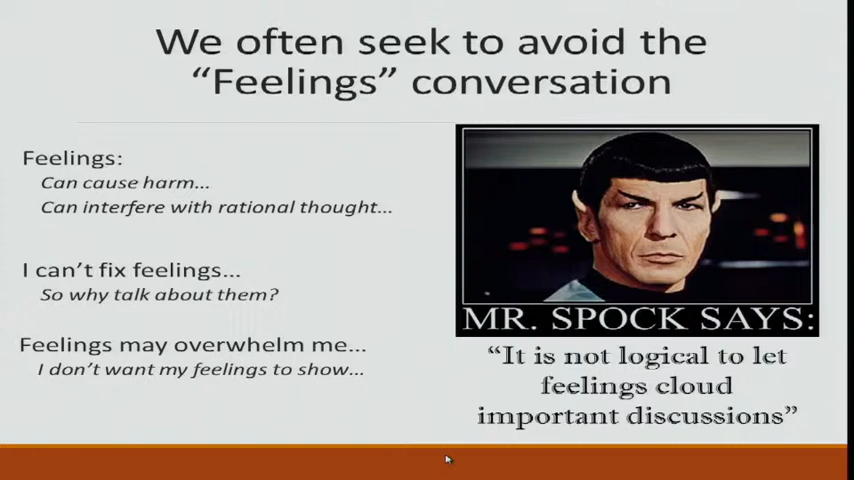 We often seek to avoid the
“Feelings” conversation
Feelings:
Can cause harm...
Can interfere with rational thought...
I can’t fix feelings...
So why talk about them?
Feelings may overwhelm me...
I don’t want my feelings to show...
MR. SPOCK SAYS:
“It is not logical to let
feelings cloud
important discussions”